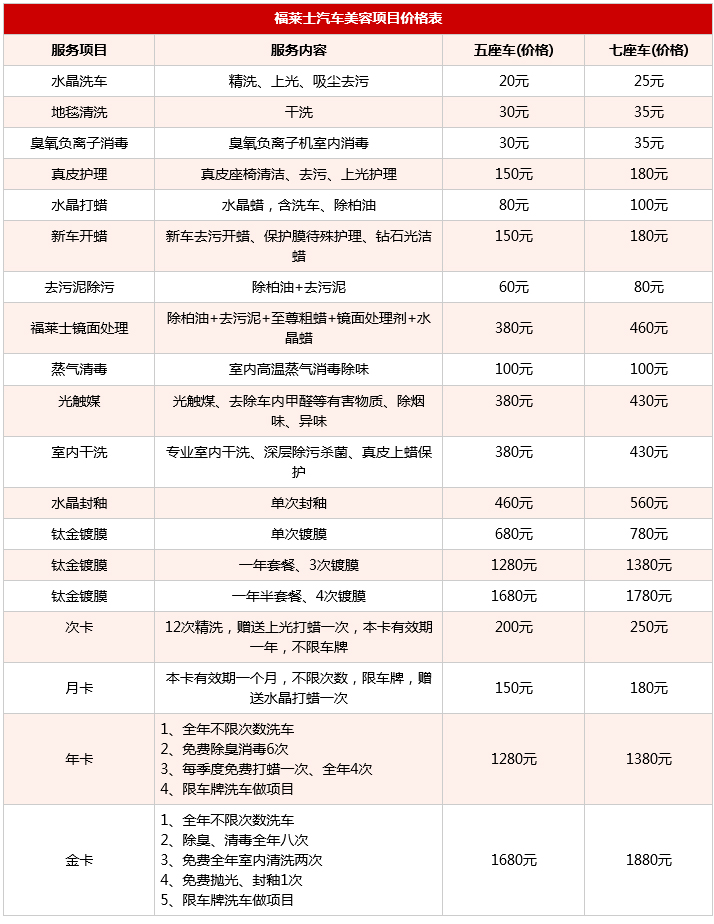 福莱士汽车美容项目价格表
服务项目 服务内容 五座车(价格) 七座车(价格)
水晶洗车 精洗、上光、吸尘去污 20元 25元
地毯清洗 干洗 30元 35元
臭氧负离子消毒 臭氧负离子机室内消毒 30元 35元
真皮护理 真皮座椅清洁、去污、上光护理 150元 180元
水晶打蜡 水晶蜡，含洗车、除柏油 80元 100元
新车开蜡 新车去污开蜡、保护膜待殊护理、钻石光洁
蜡 150元 180元
去污泥除污 除柏油+去污泥 60元 80元
福莱士镜面处理 除柏油+去污泥+至尊粗蜡+镜面处理剂+水
晶蜡 380元 460元
蒸气清毒 室内高温蒸气消毒除味 100元 100元
光触媒 光触煤、去除车内甲醛等有害物质、除烟
味、异味 380元 430元
室内干洗 专业室内干洗、深层除污杀菌、真皮上蜡保
护 380元 430元
水晶封釉 单次封釉 460元 560元
钛金镀膜 单次镀膜 680元 780元
钛金镀膜 一年套餐、3次镀膜 1280元 1380元
钛金镀膜 一年半套餐、4次镀膜 1680元 1780元
次卡 12次精洗，赠送上光打蜡一次，本卡有效期
一年，不限车牌 200元 250元
月卡 本卡有效期一个月，不限次数，限车牌，赠
送水晶打蜡一次 150元 180元
年卡 1、全年不限次数洗车
2、免费除臭消毒6次
3、每季度免费打蜡一次、全年4次
4、限车牌洗车做项目 1280元 1380元
金卡 1、全年不限次数洗车
2、除臭、清毒全年八次
3、免费全年室内清洗两次
4、免费抛光、封釉1次
5、限车牌洗车做项目 1680元 1880元